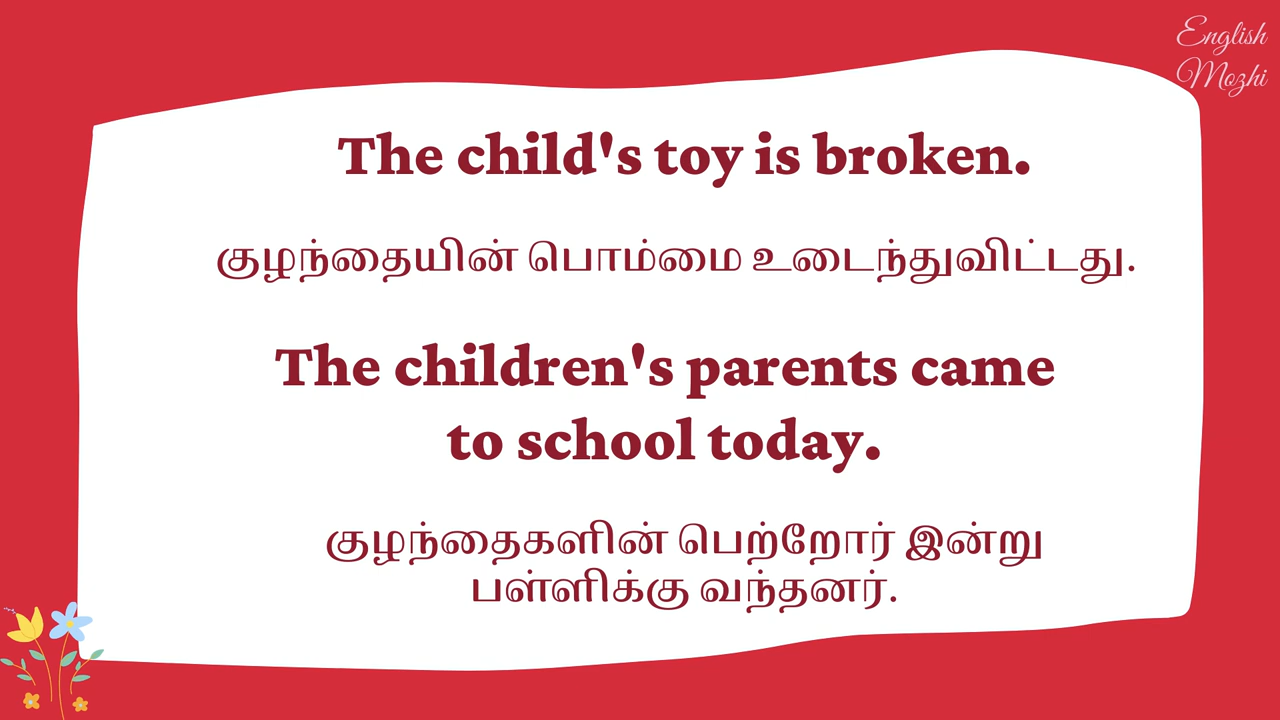 English
Mozhi
The child's toy is broken.
குழந்தையின் பொம்மை உடைந்துவிட்டது.
The children's parents came
to school today.
குழந்தைகளின் பெற்றோர் இன்று
பள்ளிக்கு வந்தனர்.